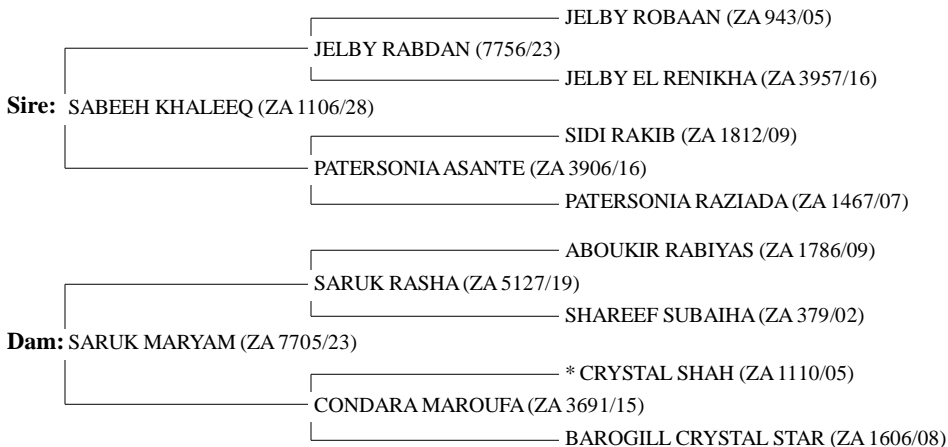 JELBY ROBAAN (ZA 943/05)
JELBY RABDAN (7756/23)
JELBY EL RENIKHA (ZA 3957/16)
Sire: SABEEH KHALEEQ (ZA 1106/28)
SIDI RAKIB (ZA 1812/09)
PATERSONIA ASANTE (ZA 3906/16)
PATERSONIA RAZIADA (ZA 1467/07)
ABOUKIR RABIYAS (ZA 1786/09)
SARUK RASHA (ZA 5127/19)
SHAREEF SUBAIHA (ZA 379/02)
Dam: SARUK MARYAM (ZA 7705/23)
* CRYSTAL SHAH (ZA 1110/05)
CONDARA MAROUFA (ZA 3691/15)
BAROGILL CRYSTAL STAR (ZA 1606/08)